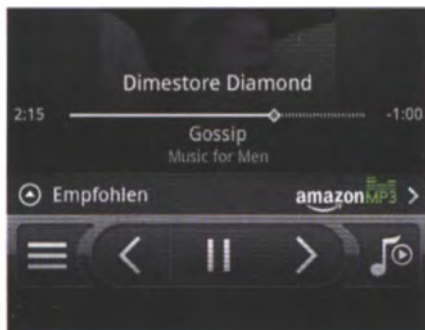 Dimestore Diamond
2:15 -1:00
Gossip
Music for Men
Empfohlen amazonMP3